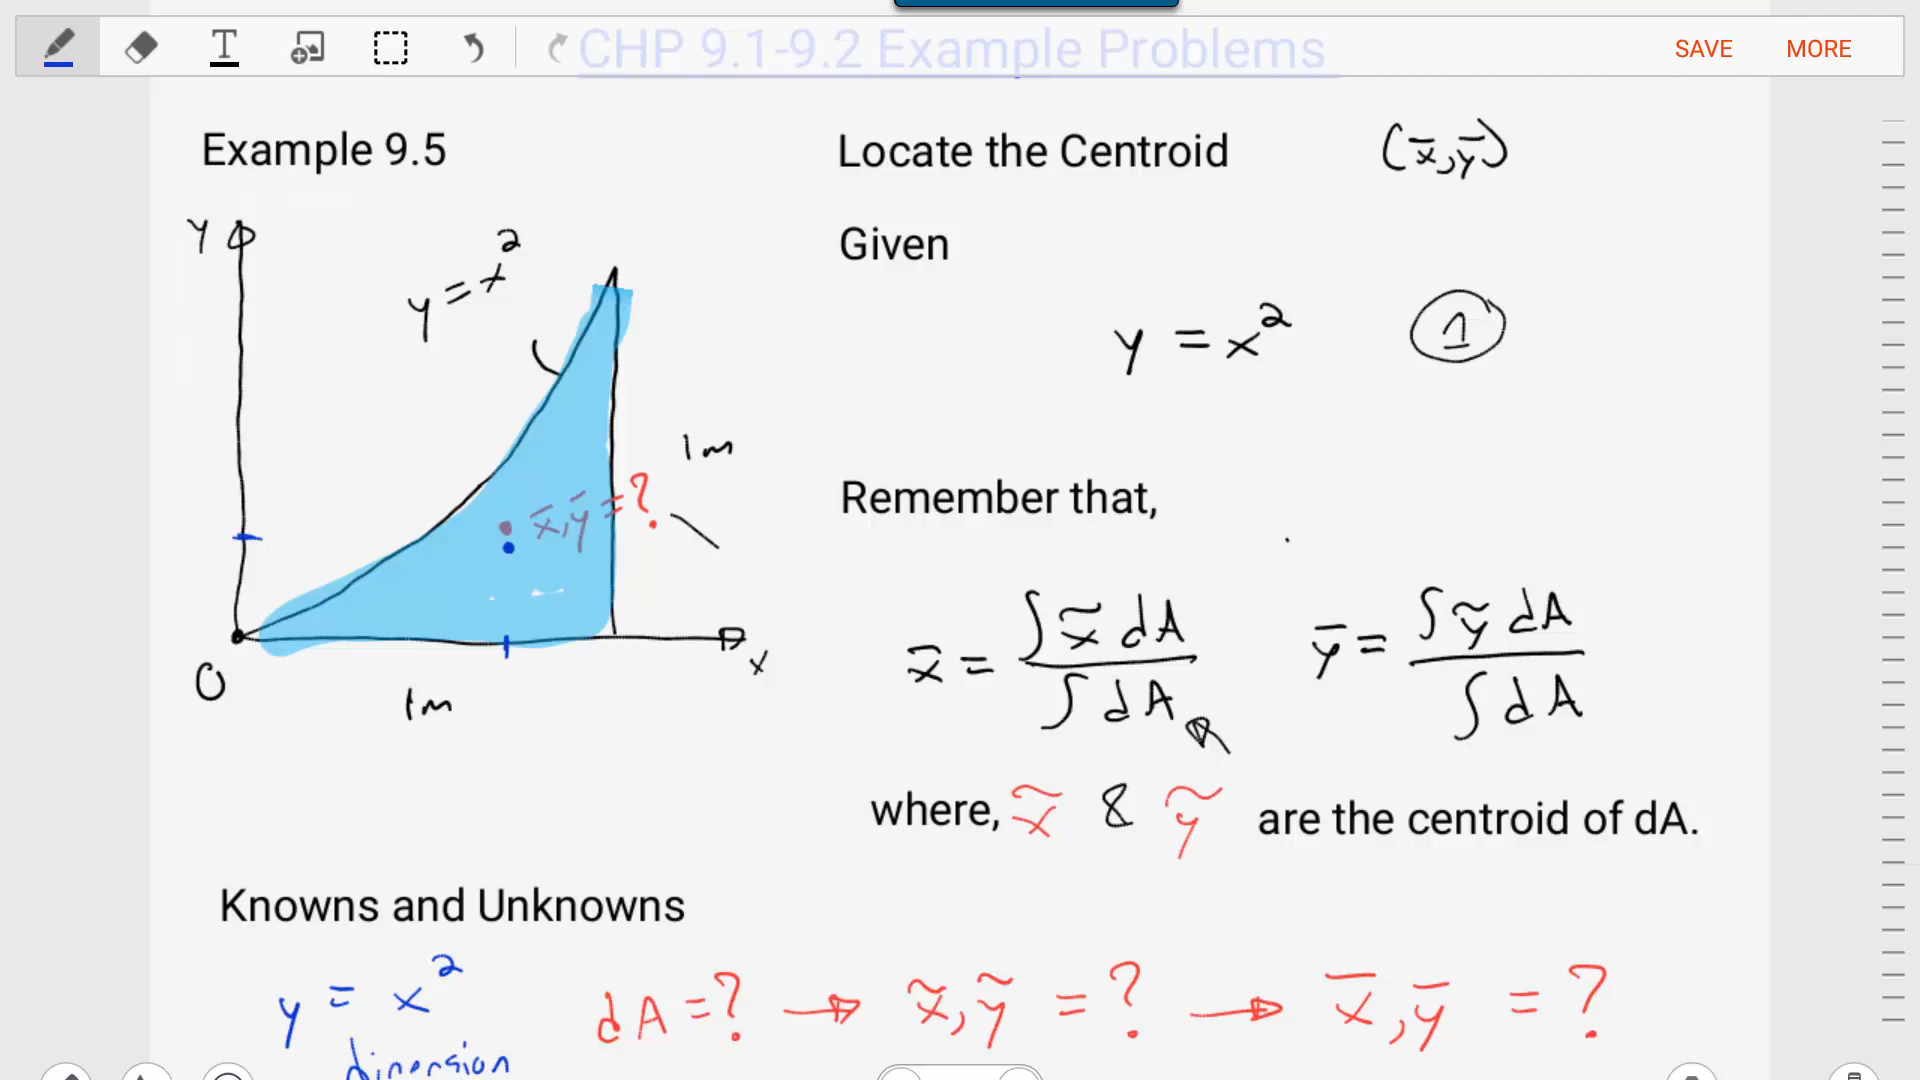 CHP 9.1-9.2 Example Problems
SAVE MORE
Example 9.5
Locate the Centroid (x̄,ȳ)
Given
y = x² ①
Y
y = x²
1m
x̄,ȳ = ?
O
x
1m
Remember that,
x̄ = ∫x̃ dA / ∫dA ȳ = ∫ỹ dA / ∫dA
where, x̃ & ỹ are the centroid of dA.
Knowns and Unknowns
y = x² dA = ? → x̃,ỹ = ? → x̄,ȳ = ?
dimension